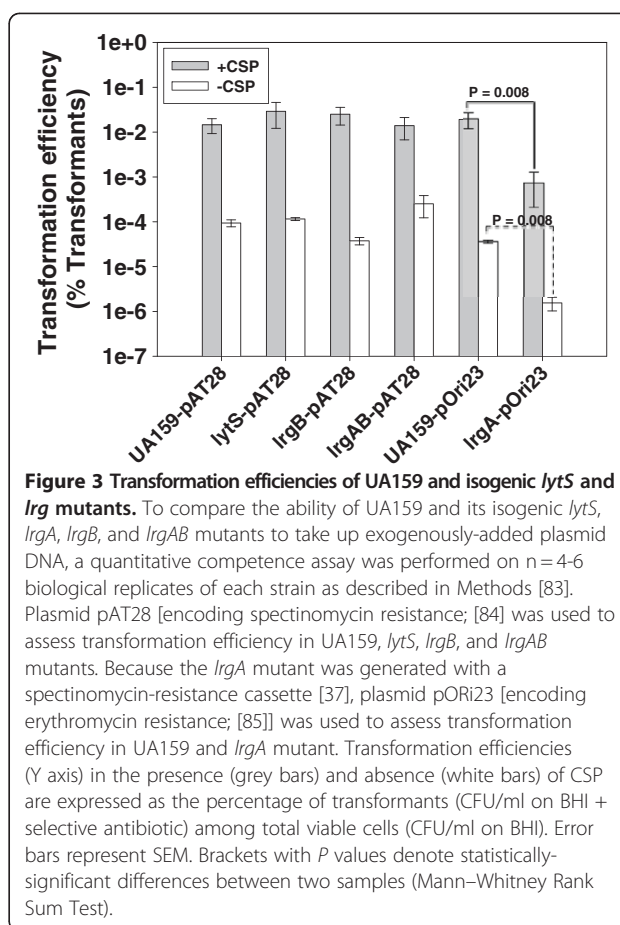 1e+0
1e-1
1e-2
1e-3
1e-4
1e-5
1e-6
1e-7
Transformation efficiency
(% Transformants)
+CSP
-CSP
P = 0.008
P = 0.008
UA159-pAT28
lytS-pAT28
lrgB-pAT28
lrgAB-pAT28
UA159-pOri23
lrgA-pOri23
Figure 3 Transformation efficiencies of UA159 and isogenic lytS and
lrg mutants. To compare the ability of UA159 and its isogenic lytS,
lrgA, lrgB, and lrgAB mutants to take up exogenously-added plasmid
DNA, a quantitative competence assay was performed on n = 4-6
biological replicates of each strain as described in Methods [83].
Plasmid pAT28 [encoding spectinomycin resistance; [84] was used to
assess transformation efficiency in UA159, lytS, lrgB, and lrgAB
mutants. Because the lrgA mutant was generated with a
spectinomycin-resistance cassette [37], plasmid pORi23 [encoding
erythromycin resistance; [85]] was used to assess transformation
efficiency in UA159 and lrgA mutant. Transformation efficiencies
(Y axis) in the presence (grey bars) and absence (white bars) of CSP
are expressed as the percentage of transformants (CFU/ml on BHI +
selective antibiotic) among total viable cells (CFU/ml on BHI). Error
bars represent SEM. Brackets with P values denote statistically-
significant differences between two samples (Mann–Whitney Rank
Sum Test).